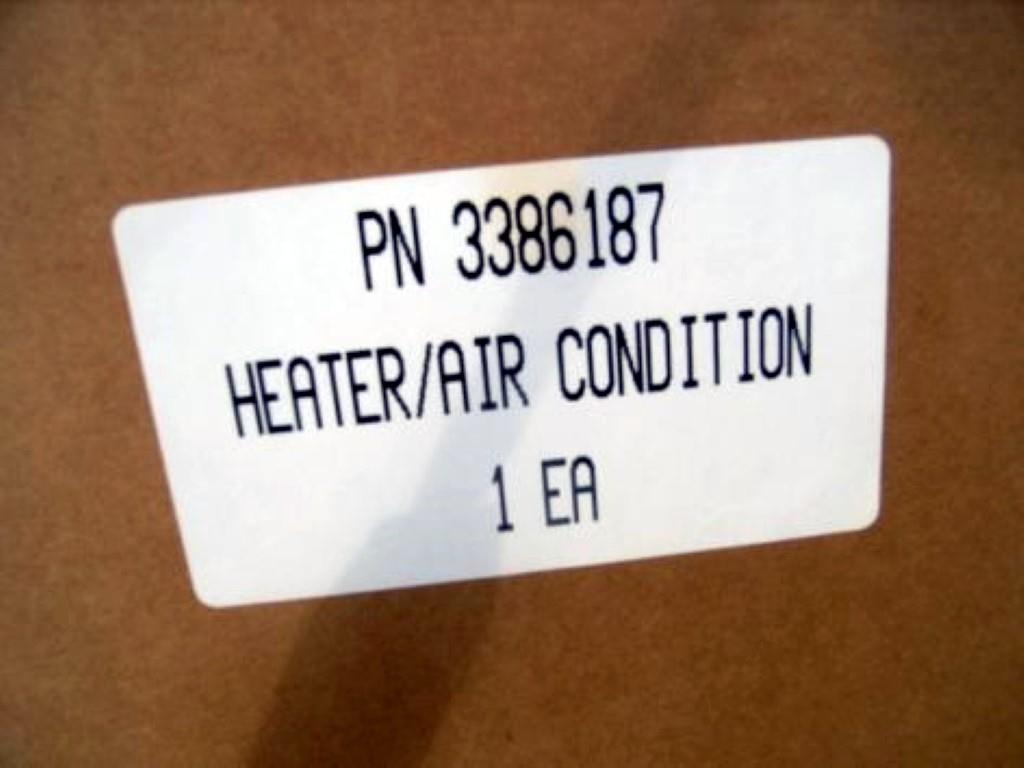 PN 3386187
HEATER/AIR CONDITION
1 EA